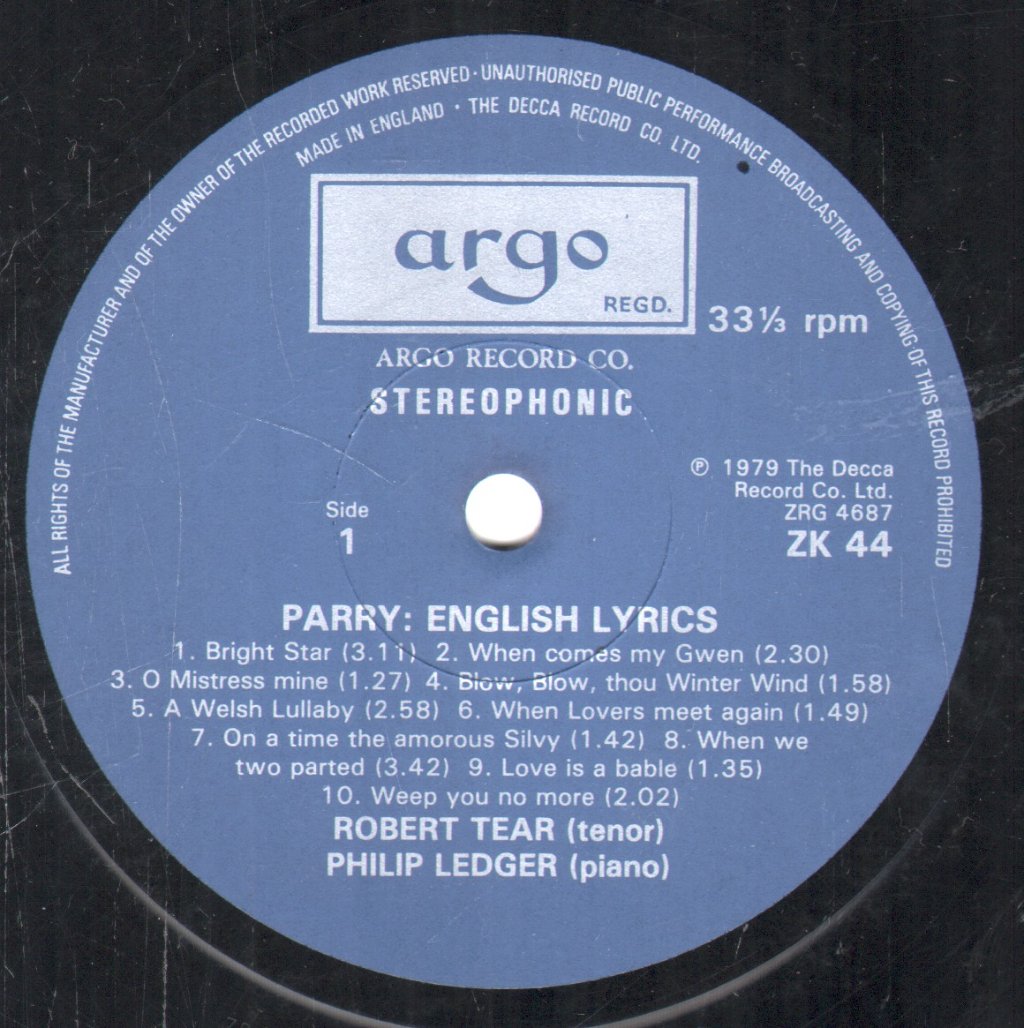 ALL RIGHTS OF THE MANUFACTURER AND OF THE OWNER OF THE RECORDED WORK RESERVED · UNAUTHORISED PUBLIC PERFORMANCE BROADCASTING AND COPYING OF THIS RECORD PROHIBITED
MADE IN ENGLAND · THE DECCA RECORD CO. LTD.
argo
REGD.
33⅓ rpm
ARGO RECORD CO.
STEREOPHONIC
℗ 1979 The Decca
Record Co. Ltd.
ZRG 4687
ZK 44
Side
1
PARRY: ENGLISH LYRICS
1. Bright Star (3.11) 2. When comes my Gwen (2.30)
3. O Mistress mine (1.27) 4. Blow, Blow, thou Winter Wind (1.58)
5. A Welsh Lullaby (2.58) 6. When Lovers meet again (1.49)
7. On a time the amorous Silvy (1.42) 8. When we
two parted (3.42) 9. Love is a bable (1.35)
10. Weep you no more (2.02)
ROBERT TEAR (tenor)
PHILIP LEDGER (piano)